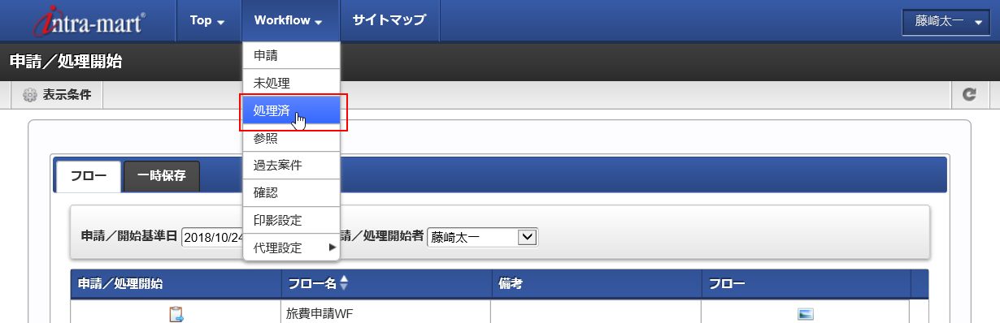 intra-mart
Top
Workflow
サイトマップ
藤崎太一
申請／処理開始
申請
未処理
処理済
参照
過去案件
確認
印影設定
代理設定
表示条件
フロー
一時保存
申請／開始基準日
2018/10/24
請／処理開始者
藤崎太一
申請／処理開始
フロー名
備考
フロー
旅費申請WF